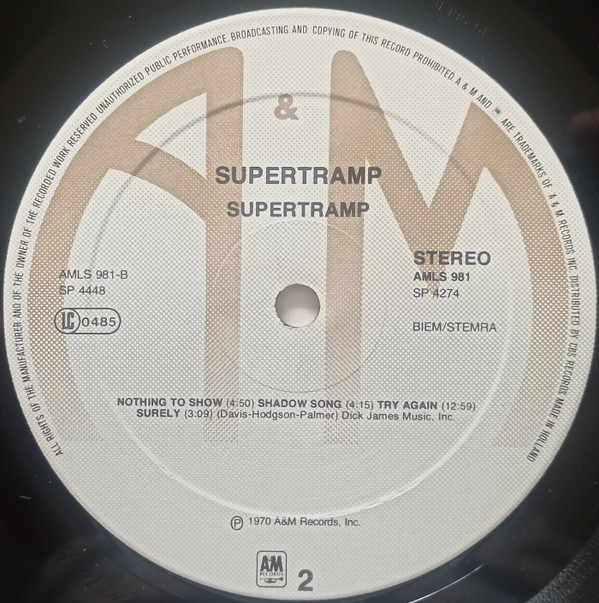 ALL RIGHTS OF THE MANUFACTURER AND OF THE OWNER OF THE RECORDED WORK RESERVED UNAUTHORIZED PUBLIC PERFORMANCE, BROADCASTING AND COPYING OF THIS RECORD PROHIBITED. A & M AND ARE TRADEMARKS OF A & M RECORDS INC. DISTRIBUTED BY CBS RECORDS MADE IN HOLLAND
A & M
SUPERTRAMP
SUPERTRAMP
AMLS 981-B
SP 4448
LC 0485
STEREO
AMLS 981
SP 4274
BIEM/STEMRA
NOTHING TO SHOW (4:50) SHADOW SONG (4:15) TRY AGAIN (12:59)
SURELY (3:09) (Davis-Hodgson-Palmer) Dick James Music, Inc.
℗ 1970 A&M Records, Inc.
A&M
RECORDS
2